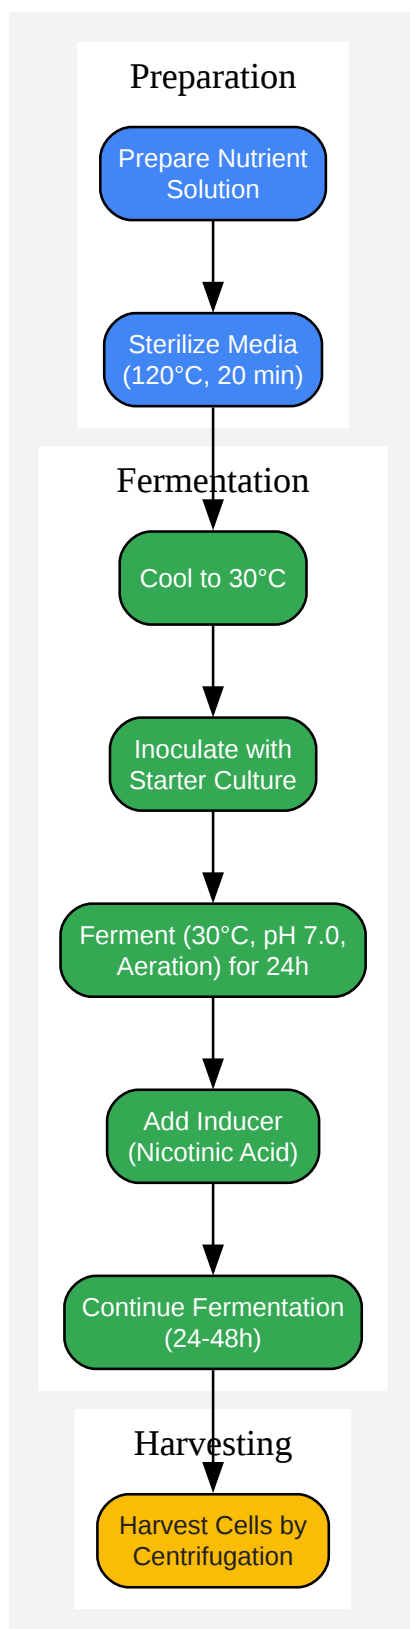 Preparation
Prepare Nutrient
Solution
Sterilize Media
(120°C, 20 min)
Fermentation
Cool to 30°C
Inoculate with
Starter Culture
Ferment (30°C, pH 7.0,
Aeration) for 24h
Add Inducer
(Nicotinic Acid)
Continue Fermentation
(24-48h)
Harvesting
Harvest Cells by
Centrifugation